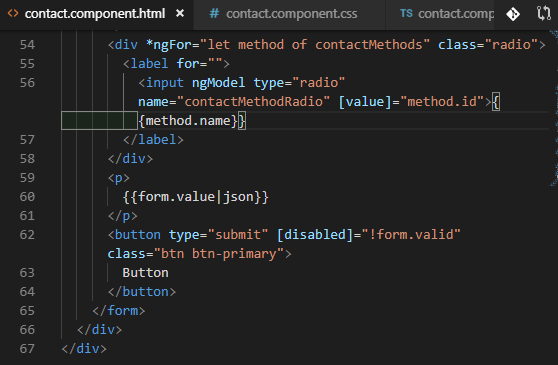 <> contact.component.html × # contact.component.css TS contact.comp
54 <div *ngFor="let method of contactMethods" class="radio">
55 <label for="">
56 <input ngModel type="radio"
name="contactMethodRadio" [value]="method.id">{
{method.name}}
57 </label>
58 </div>
59 <p>
60 {{form.value|json}}
61 </p>
62 <button type="submit" [disabled]="!form.valid"
class="btn btn-primary">
63 Button
64 </button>
65 </form>
66 </div>
67 </div>